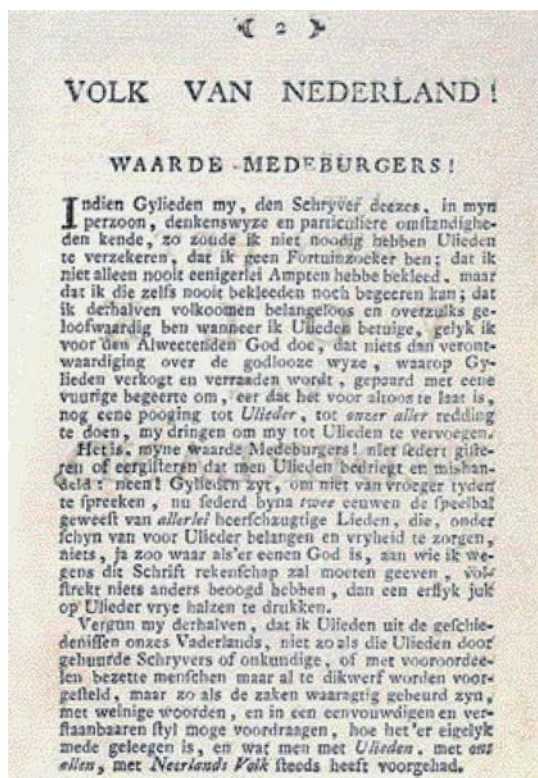 2
VOLK VAN NEDERLAND!
WAARDE MEDEBURGERS!
Indien Gylieden my, den Schryver deezes, in myn
perzoon, denkenswyze en particuliere omstandighe-
den kende, zo zoude ik niet noodig hebben Ulieden
te verzekeren, dat ik geen Fortuinzoeker ben; dat ik
niet alleen nooit eenigerlei Ampten hebbe bekleed, maar
dat ik die zelfs nooit bekleeden noch begeeren kan; dat
ik derhalven volkoomen belangeloos en overzulks ge-
loofwaardig ben wanneer ik Ulieden betuige, gelyk ik
voor den Alweetenden God doe, dat niets dan veront-
waardiging over de godlooze wyze, waarop Gy-
lieden verkogt en verraaden wordt, gepaard met eene
vuurige begeerte om, eer dat het voor altoos te laat is,
nog eene pooging tot Ulieder, tot onzer aller redding
te doen, my dringen om my tot Ulieden te vervoegen.
Het is, myne waarde Medeburgers! niet sedert giste-
ren of eergisteren dat men Ulieden bedriegt en mishan-
deld: neen! Gylieden zyt, om niet van vroeger tyden
te spreeken, nu sederd byna twee eeuwen de speelbal
geweest van allerlei heerschzugtige Lieden, die, onder
schyn van voor Ulieder belangen en vryheid te zorgen,
niets, ja zoo waar als'er eenen God is, aan wie ik we-
gens dit Schrift rekenschap zal moeten geeven, vol-
strekt niets anders beoogd hebben, dan een erflyk juk
op Ulieder vrye halzen te drukken.
Vergun my derhalven, dat ik Ulieden uit de geschie-
denissen onzes Vaderlands, niet zo als die Ulieden door
gehuurde Schryvers of onkundige, of met vooroordee-
len bezette menschen maar al te dikwerf worden voor-
gesteld, maar zo als de zaken waaragtig gebeurd zyn,
met weinige woorden, en in een eenvouwdigen en ver-
staanbaaren styl moge voordraagen, hoe het'er eigelyk
mede geleegen is, en wat men met Ulieden, met ons
allen, met Neerlands Volk steeds heeft voorgehad.